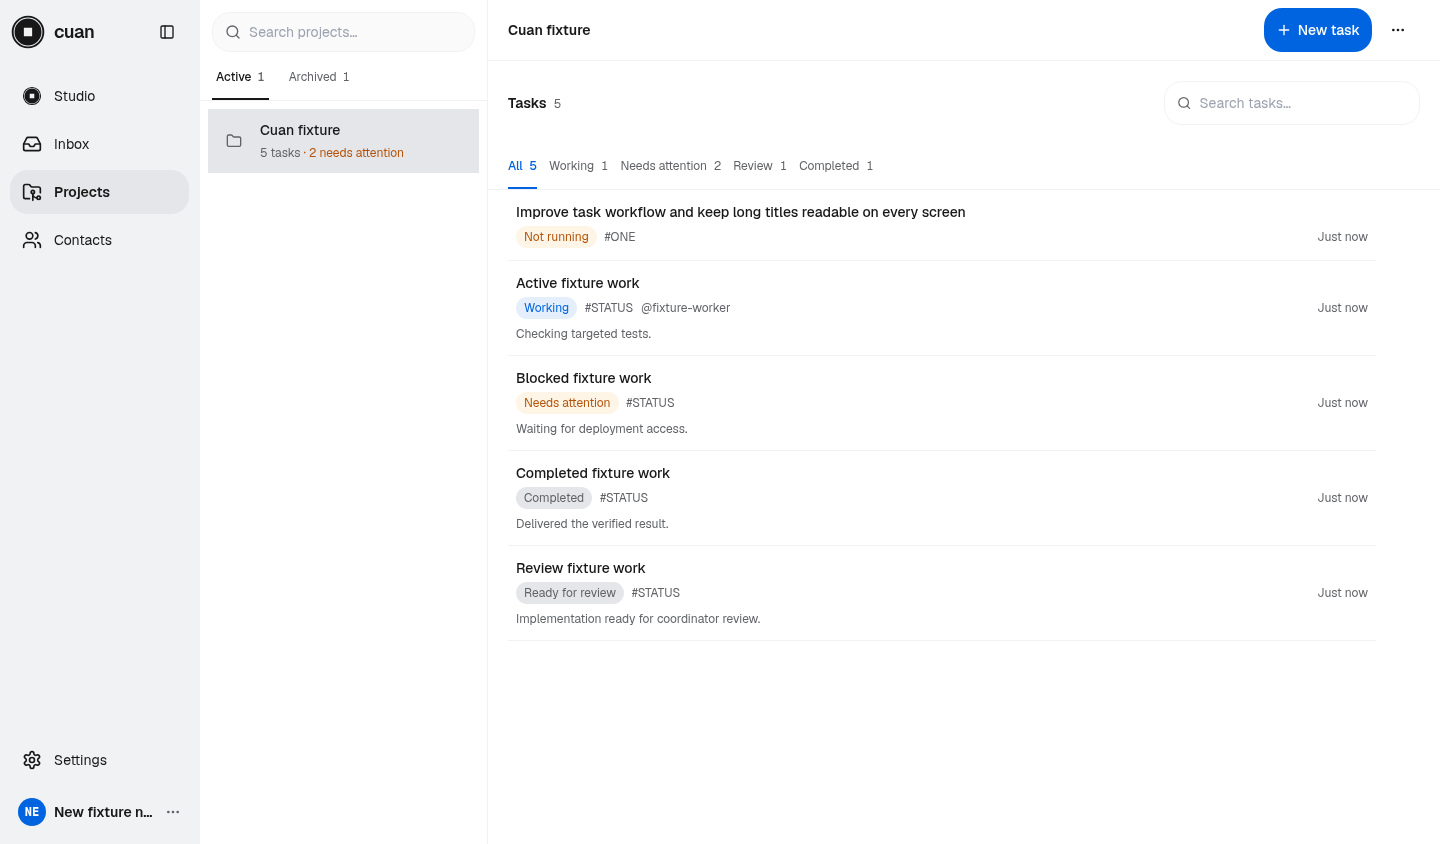 cuan
Studio
Inbox
Projects
Contacts
Settings
NE New fixture n...
Search projects...
Active 1 Archived 1
Cuan fixture
5 tasks · 2 needs attention
Cuan fixture
New task
Tasks 5
Search tasks...
All 5 Working 1 Needs attention 2 Review 1 Completed 1
Improve task workflow and keep long titles readable on every screen
Not running #ONE Just now
Active fixture work
Working #STATUS @fixture-worker Just now
Checking targeted tests.
Blocked fixture work
Needs attention #STATUS Just now
Waiting for deployment access.
Completed fixture work
Completed #STATUS Just now
Delivered the verified result.
Review fixture work
Ready for review #STATUS Just now
Implementation ready for coordinator review.